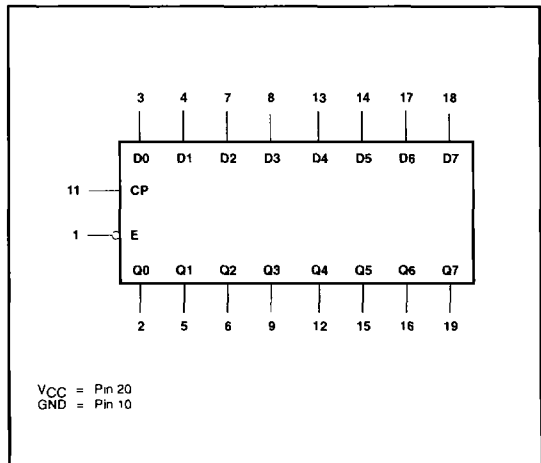 3 4 7 8 13 14 17 18
D0 D1 D2 D3 D4 D5 D6 D7
11 CP
1 E
Q0 Q1 Q2 Q3 Q4 Q5 Q6 Q7
2 5 6 9 12 15 16 19
VCC = Pin 20
GND = Pin 10